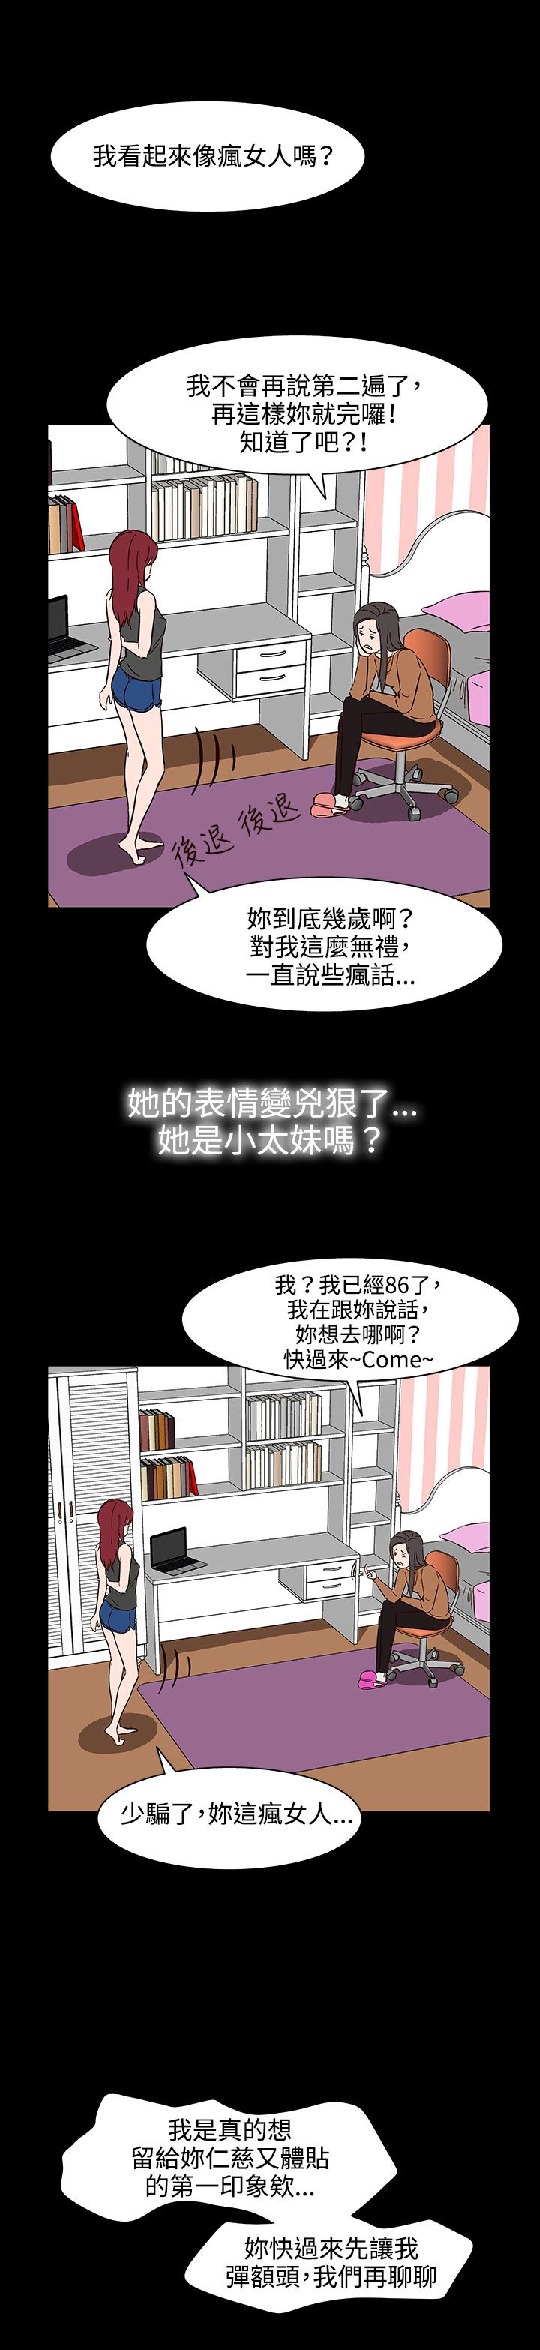 我看起來像瘋女人嗎？
我不會再說第二遍了，
再這樣妳就完囉！
知道了吧？！
後退 後退
妳到底幾歲啊？
對我這麼無禮，
一直說些瘋話…
她的表情變兇狠了…
她是小太妹嗎？
我？我已經86了，
我在跟妳說話，
妳想去哪啊？
快過來~Come~
少騙了，妳這瘋女人…
我是真的想
留給妳仁慈又體貼
的第一印象欸…
妳快過來先讓我
彈額頭，我們再聊聊